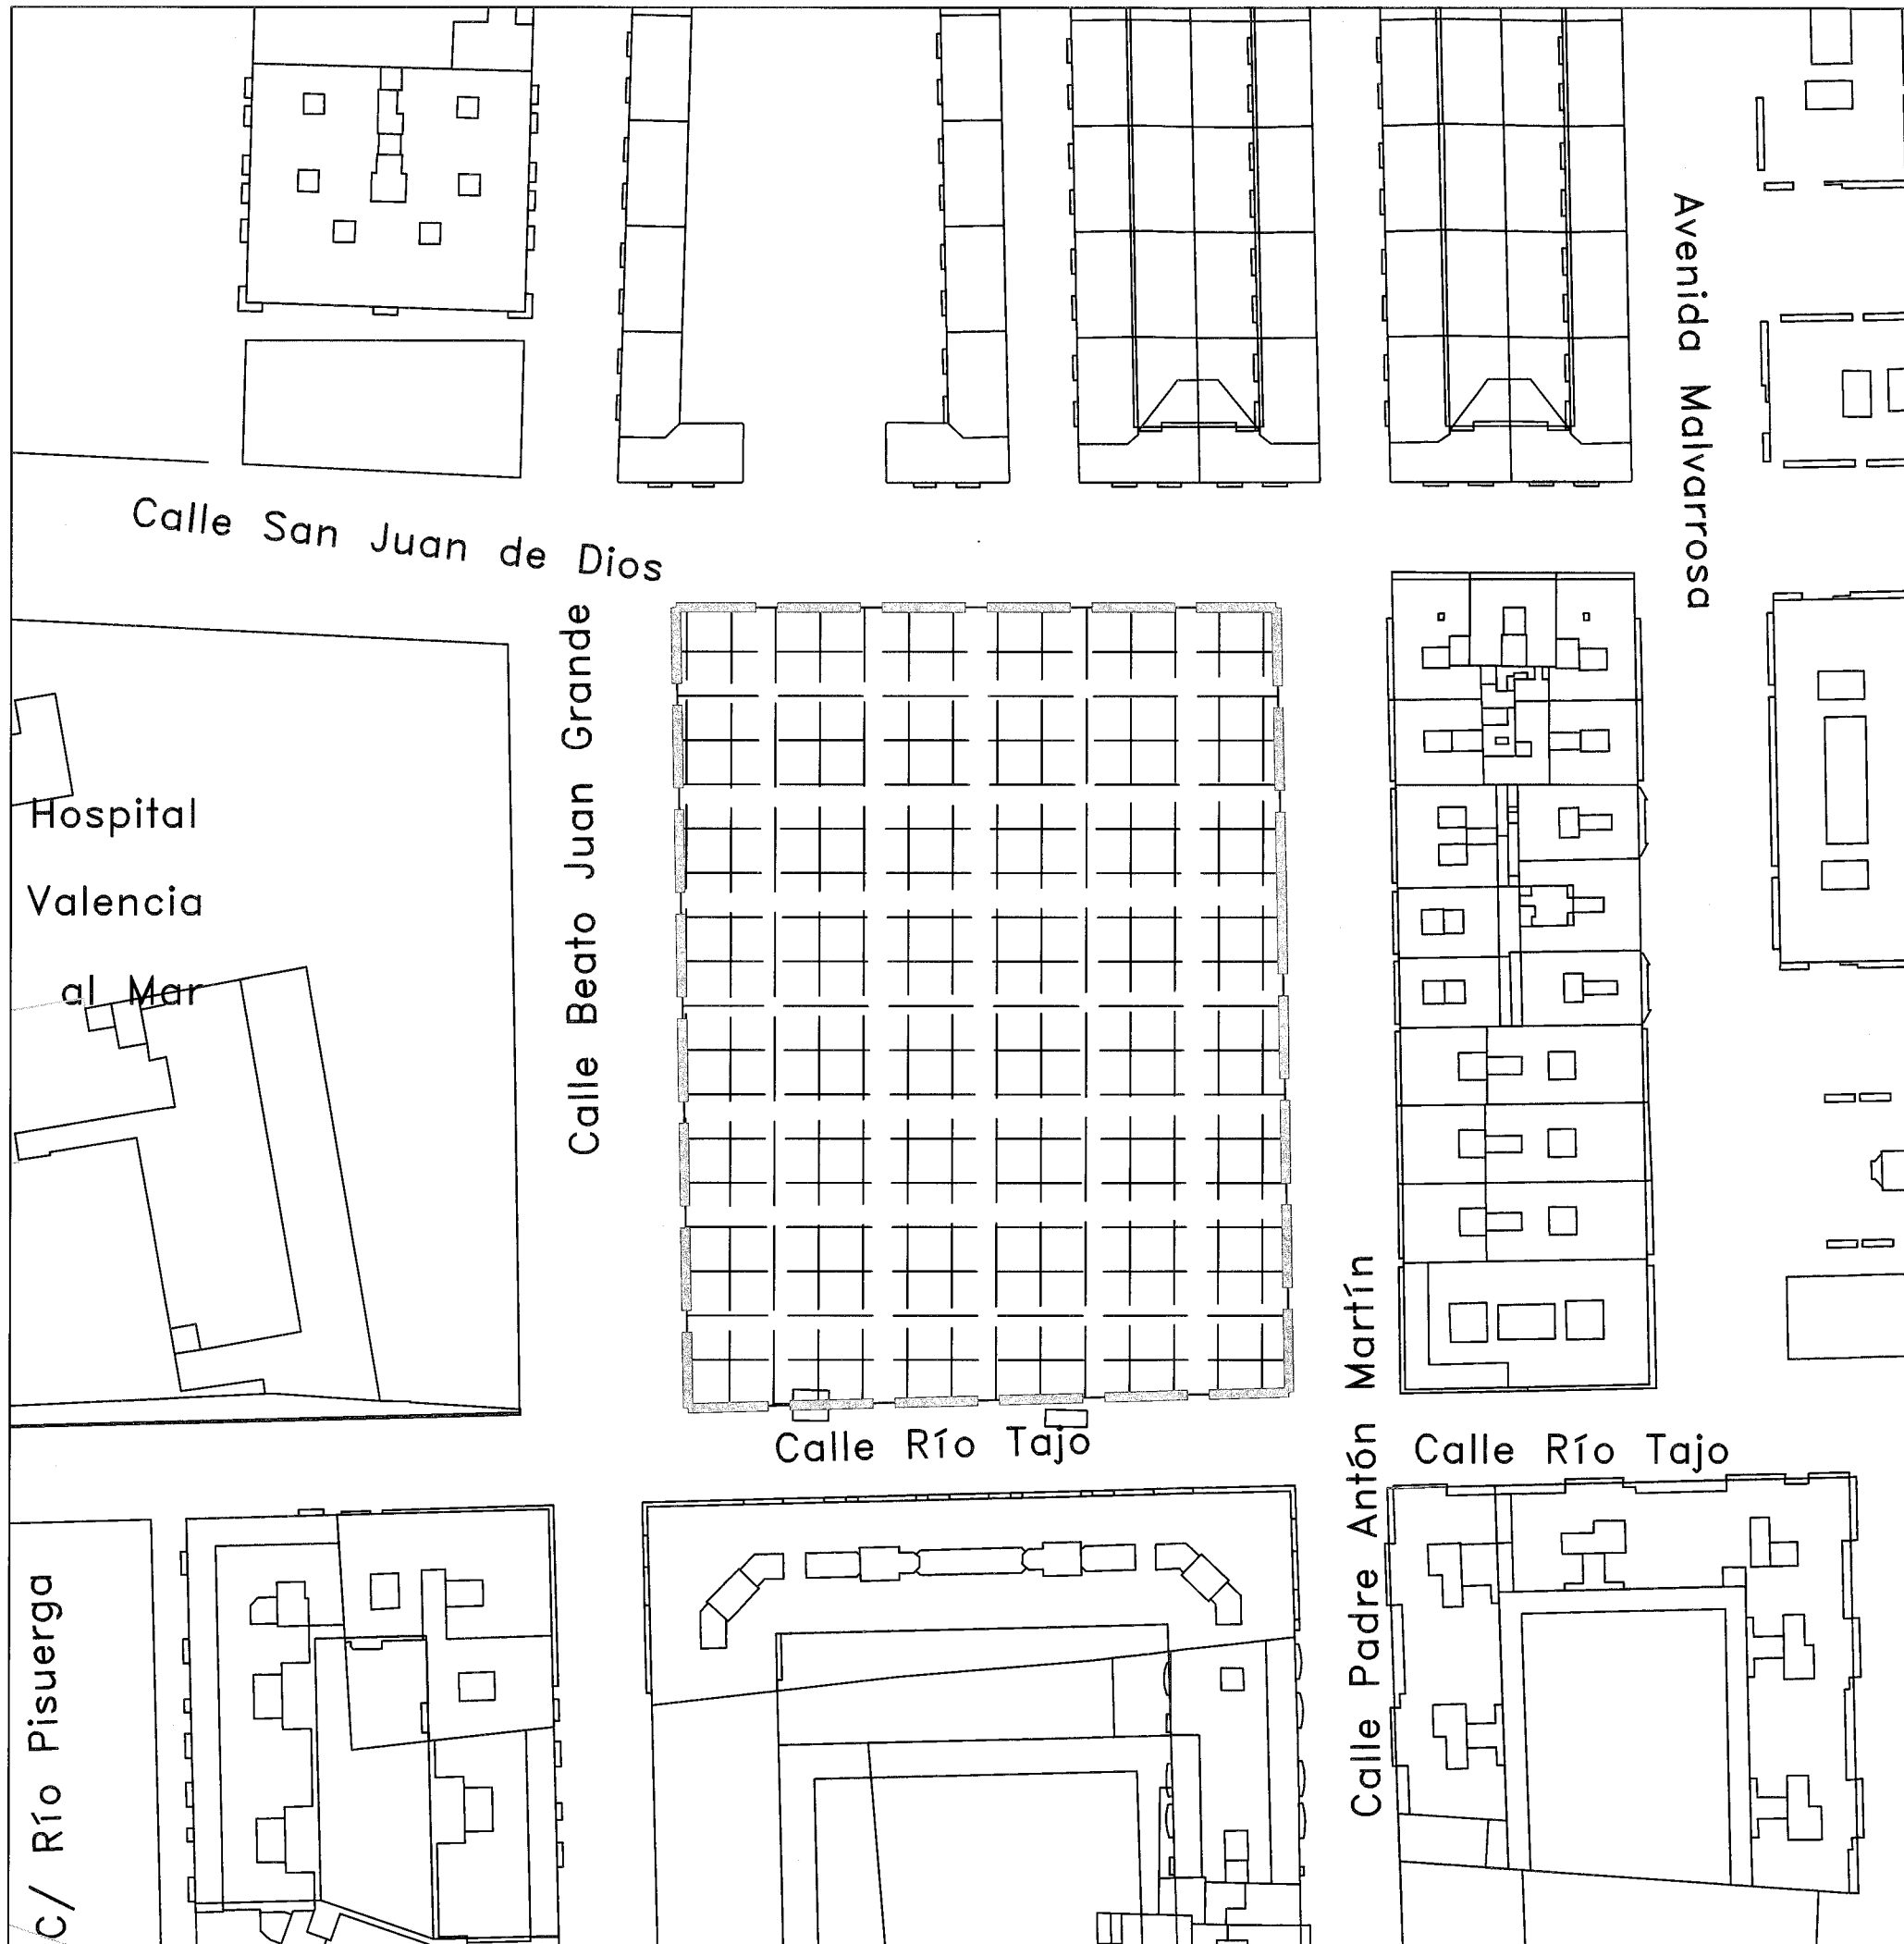 Avenida Malvarrosa
Calle San Juan de Dios
Calle Beato Juan Grande
Hospital
Valencia
al Mar
Calle Río Tajo
Calle Padre Antón Martín
Calle Río Tajo
C/ Río Pisuerga